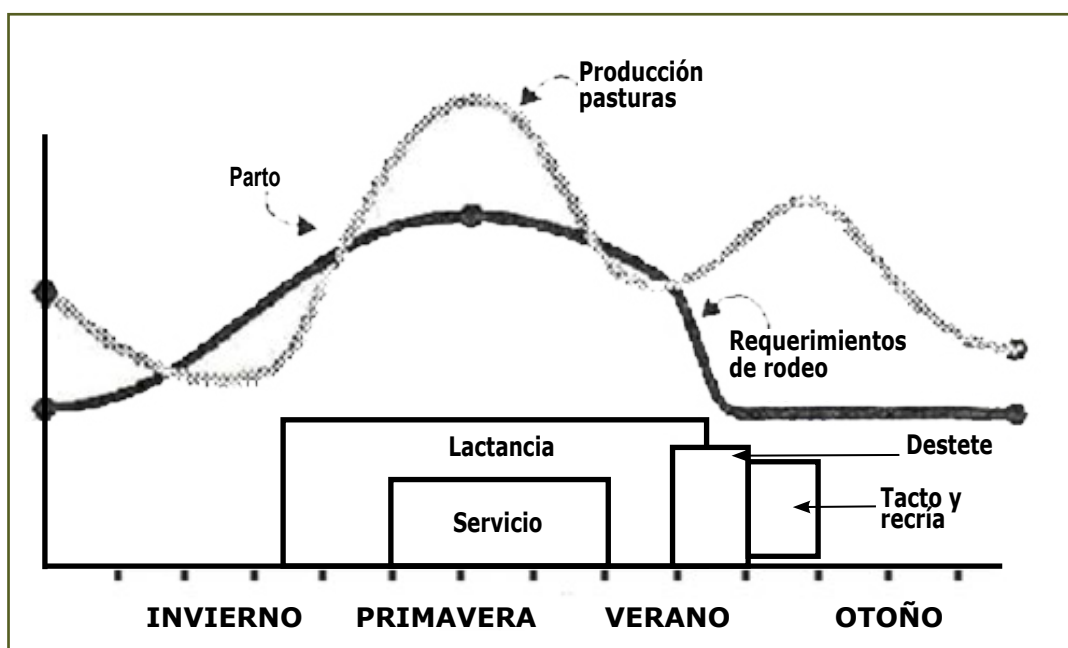 Producción
pasturas
Parto
Requerimientos
de rodeo
Lactancia
Destete
Servicio
Tacto y
recría
INVIERNO PRIMAVERA VERANO OTOÑO